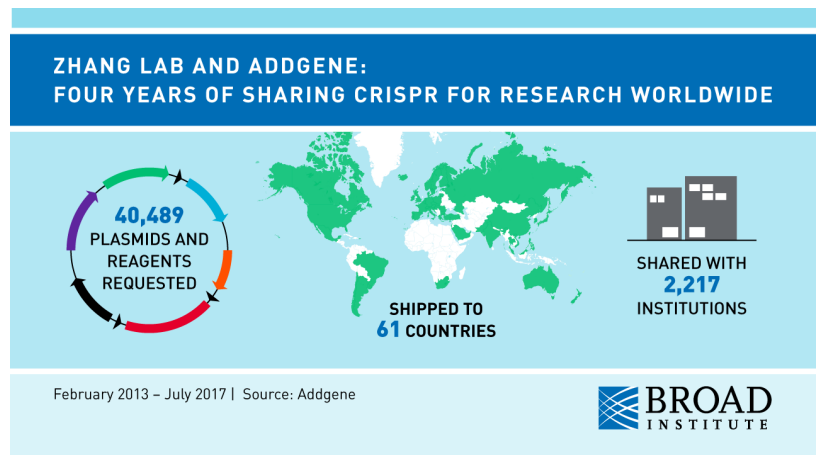 ZHANG LAB AND ADDGENE:
FOUR YEARS OF SHARING CRISPR FOR RESEARCH WORLDWIDE
40,489
PLASMIDS AND
REAGENTS
REQUESTED
SHIPPED TO
61 COUNTRIES
SHARED WITH
2,217
INSTITUTIONS
February 2013 – July 2017 | Source: Addgene
BROAD
INSTITUTE